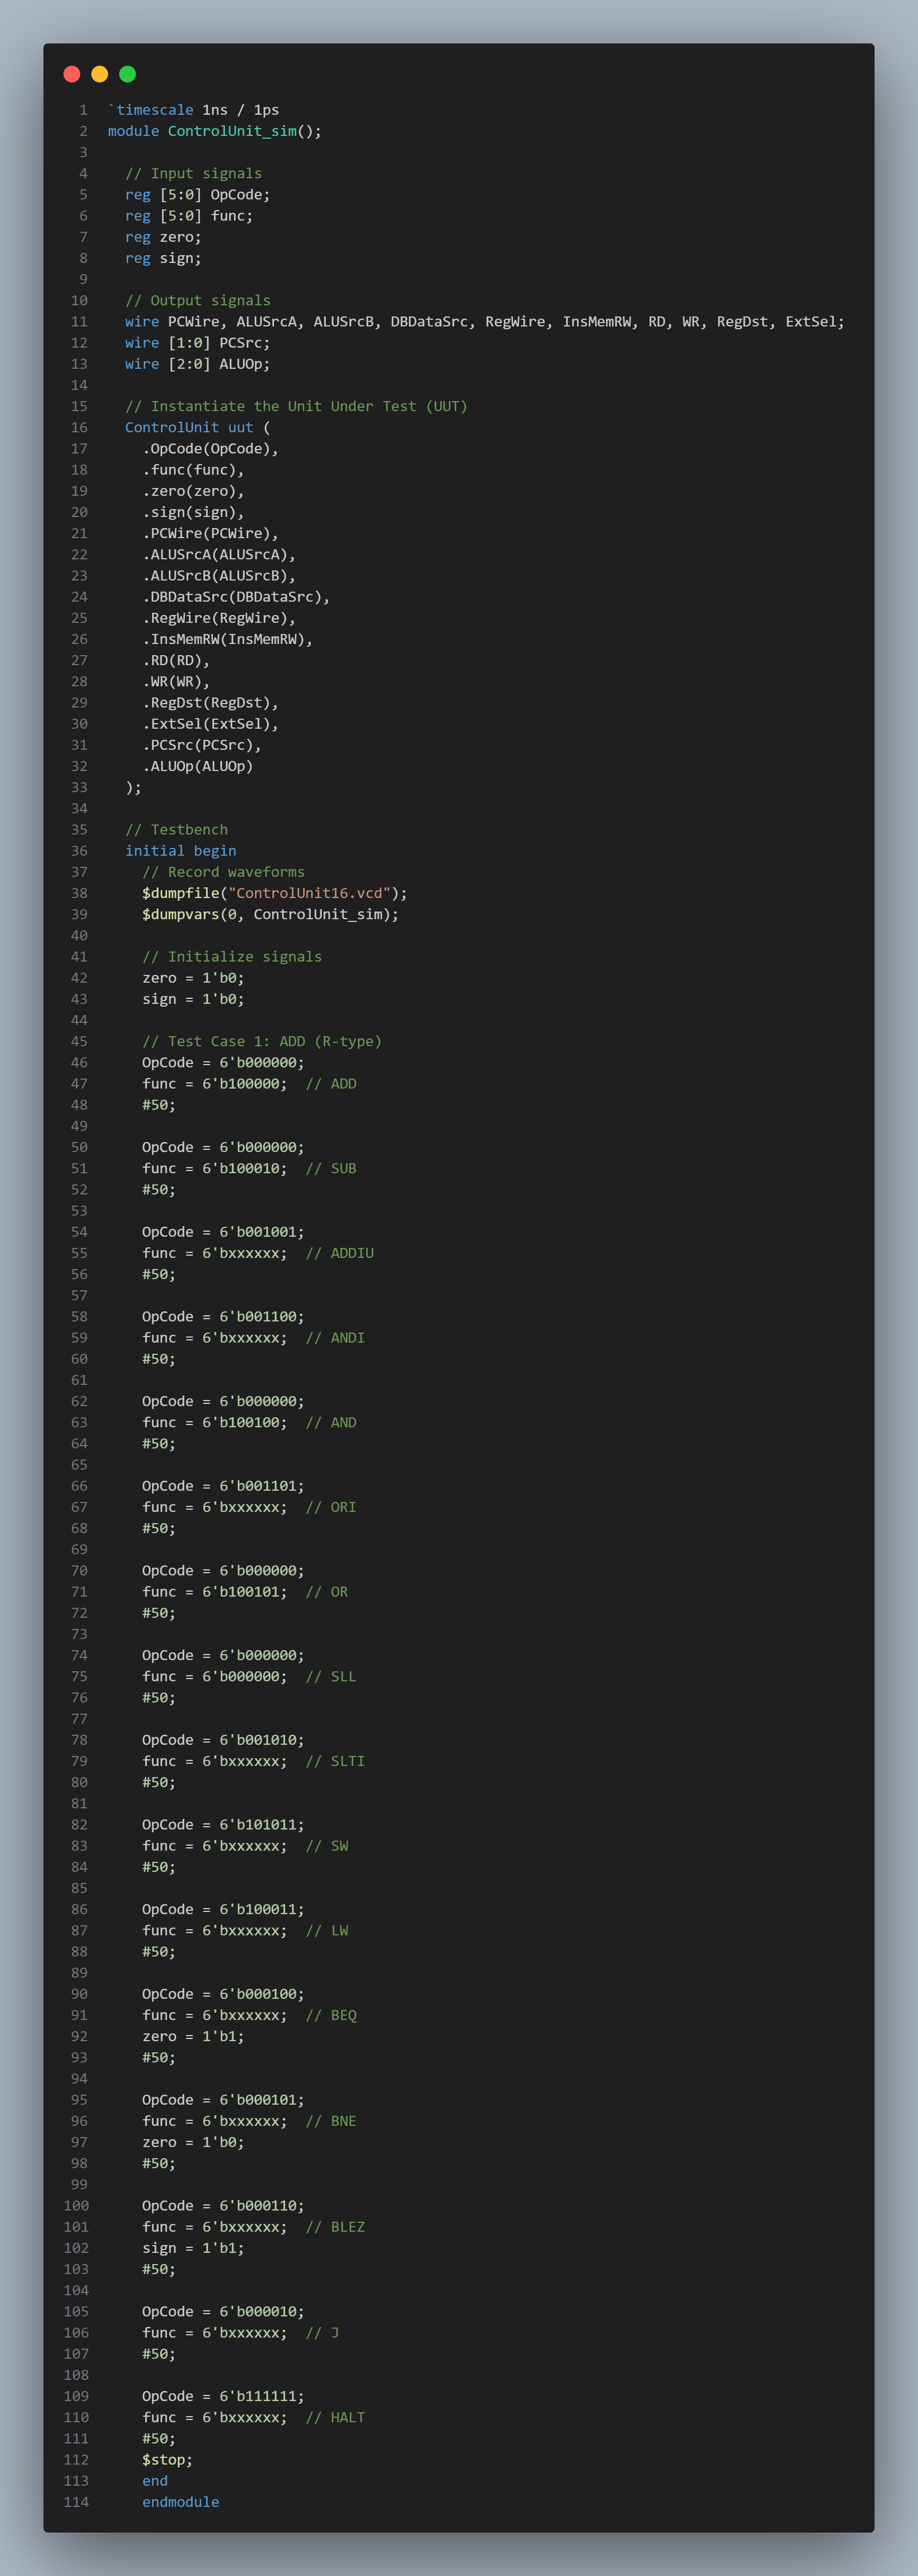 1 `timescale 1ns / 1ps
2 module ControlUnit_sim();
3
4   // Input signals
5   reg [5:0] OpCode;
6   reg [5:0] func;
7   reg zero;
8   reg sign;
9
10   // Output signals
11   wire PCWire, ALUSrcA, ALUSrcB, DBDataSrc, RegWire, InsMemRW, RD, WR, RegDst, ExtSel;
12   wire [1:0] PCSrc;
13   wire [2:0] ALUOp;
14
15   // Instantiate the Unit Under Test (UUT)
16   ControlUnit uut (
17     .OpCode(OpCode),
18     .func(func),
19     .zero(zero),
20     .sign(sign),
21     .PCWire(PCWire),
22     .ALUSrcA(ALUSrcA),
23     .ALUSrcB(ALUSrcB),
24     .DBDataSrc(DBDataSrc),
25     .RegWire(RegWire),
26     .InsMemRW(InsMemRW),
27     .RD(RD),
28     .WR(WR),
29     .RegDst(RegDst),
30     .ExtSel(ExtSel),
31     .PCSrc(PCSrc),
32     .ALUOp(ALUOp)
33   );
34
35   // Testbench
36   initial begin
37     // Record waveforms
38     $dumpfile("ControlUnit16.vcd");
39     $dumpvars(0, ControlUnit_sim);
40
41     // Initialize signals
42     zero = 1'b0;
43     sign = 1'b0;
44
45     // Test Case 1: ADD (R-type)
46     OpCode = 6'b000000;
47     func = 6'b100000;  // ADD
48     #50;
49
50     OpCode = 6'b000000;
51     func = 6'b100010;  // SUB
52     #50;
53
54     OpCode = 6'b001001;
55     func = 6'bxxxxxx;  // ADDIU
56     #50;
57
58     OpCode = 6'b001100;
59     func = 6'bxxxxxx;  // ANDI
60     #50;
61
62     OpCode = 6'b000000;
63     func = 6'b100100;  // AND
64     #50;
65
66     OpCode = 6'b001101;
67     func = 6'bxxxxxx;  // ORI
68     #50;
69
70     OpCode = 6'b000000;
71     func = 6'b100101;  // OR
72     #50;
73
74     OpCode = 6'b000000;
75     func = 6'b000000;  // SLL
76     #50;
77
78     OpCode = 6'b001010;
79     func = 6'bxxxxxx;  // SLTI
80     #50;
81
82     OpCode = 6'b101011;
83     func = 6'bxxxxxx;  // SW
84     #50;
85
86     OpCode = 6'b100011;
87     func = 6'bxxxxxx;  // LW
88     #50;
89
90     OpCode = 6'b000100;
91     func = 6'bxxxxxx;  // BEQ
92     zero = 1'b1;
93     #50;
94
95     OpCode = 6'b000101;
96     func = 6'bxxxxxx;  // BNE
97     zero = 1'b0;
98     #50;
99
100     OpCode = 6'b000110;
101     func = 6'bxxxxxx;  // BLEZ
102     sign = 1'b1;
103     #50;
104
105     OpCode = 6'b000010;
106     func = 6'bxxxxxx;  // J
107     #50;
108
109     OpCode = 6'b111111;
110     func = 6'bxxxxxx;  // HALT
111     #50;
112     $stop;
113     end
114     endmodule